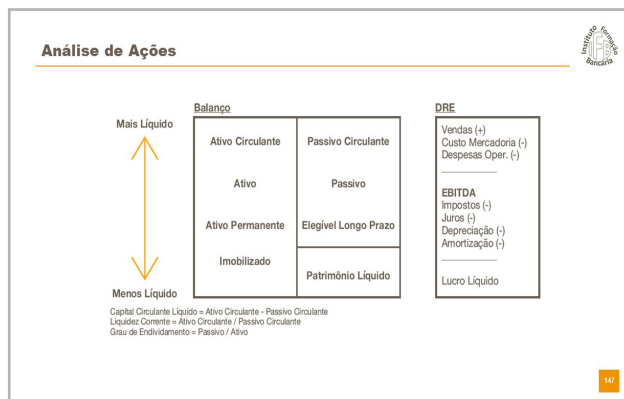 Análise de Ações
Instituto Formação
IFB
Bancária
Balanço
DRE
Mais Líquido
Menos Líquido
Ativo Circulante
Passivo Circulante
Ativo
Passivo
Ativo Permanente
Elegível Longo Prazo
Imobilizado
Patrimônio Líquido
Vendas (+)
Custo Mercadoria (-)
Despesas Oper. (-)
EBITDA
Impostos (-)
Juros (-)
Depreciação (-)
Amortização (-)
Lucro Líquido
Capital Circulante Líquido = Ativo Circulante - Passivo Circulante
Liquidez Corrente = Ativo Circulante / Passivo Circulante
Grau de Endividamento = Passivo / Ativo
147